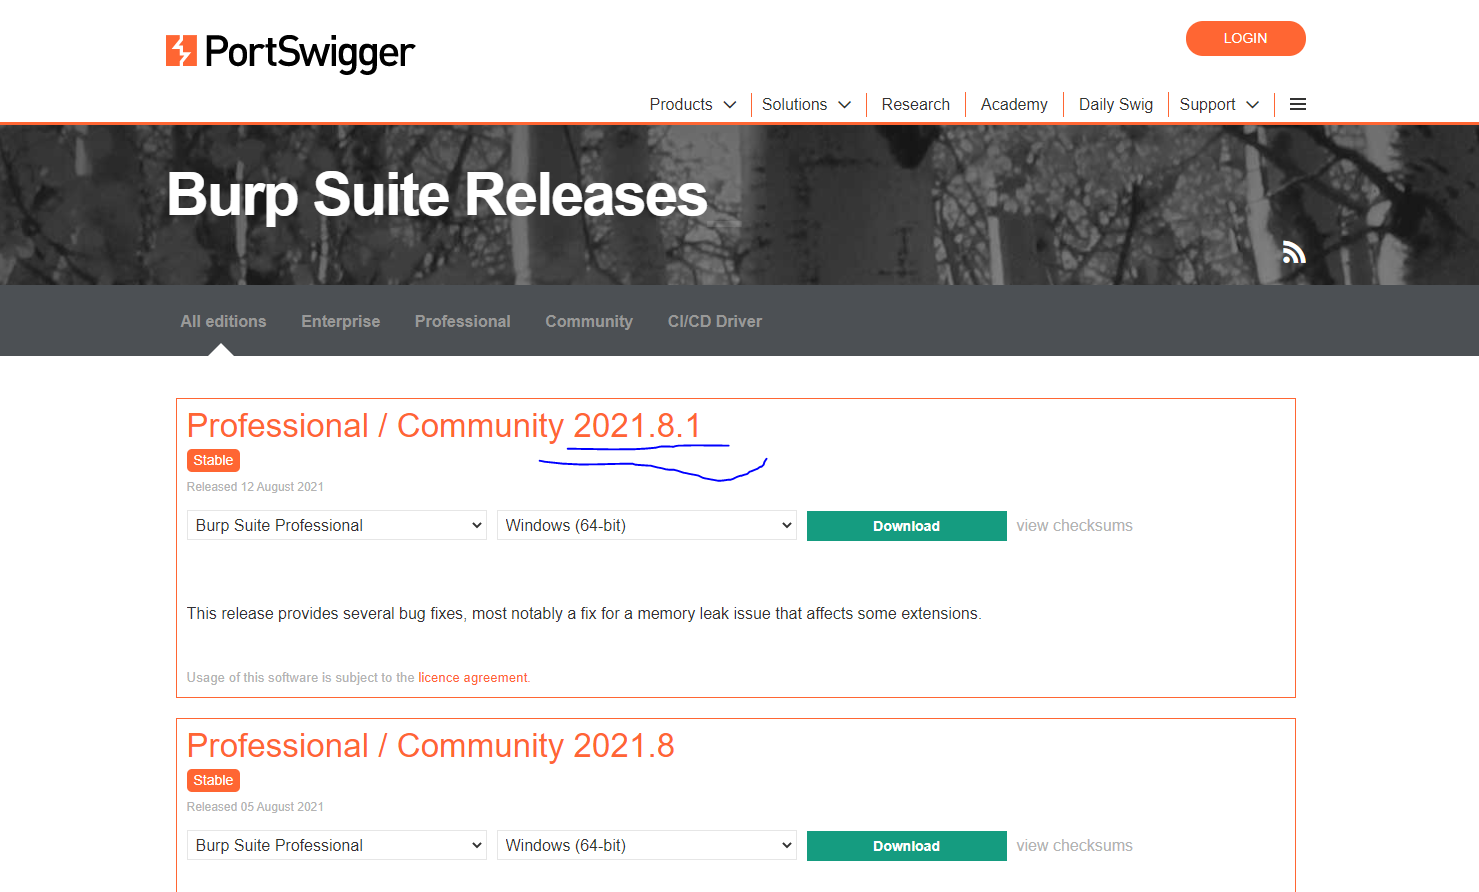 PortSwigger
LOGIN
Products Solutions Research Academy Daily Swig Support
Burp Suite Releases
All editions Enterprise Professional Community CI/CD Driver
Professional / Community 2021.8.1
Stable
Released 12 August 2021
Burp Suite Professional Windows (64-bit) Download view checksums
This release provides several bug fixes, most notably a fix for a memory leak issue that affects some extensions.
Usage of this software is subject to the licence agreement.
Professional / Community 2021.8
Stable
Released 05 August 2021
Burp Suite Professional Windows (64-bit) Download view checksums